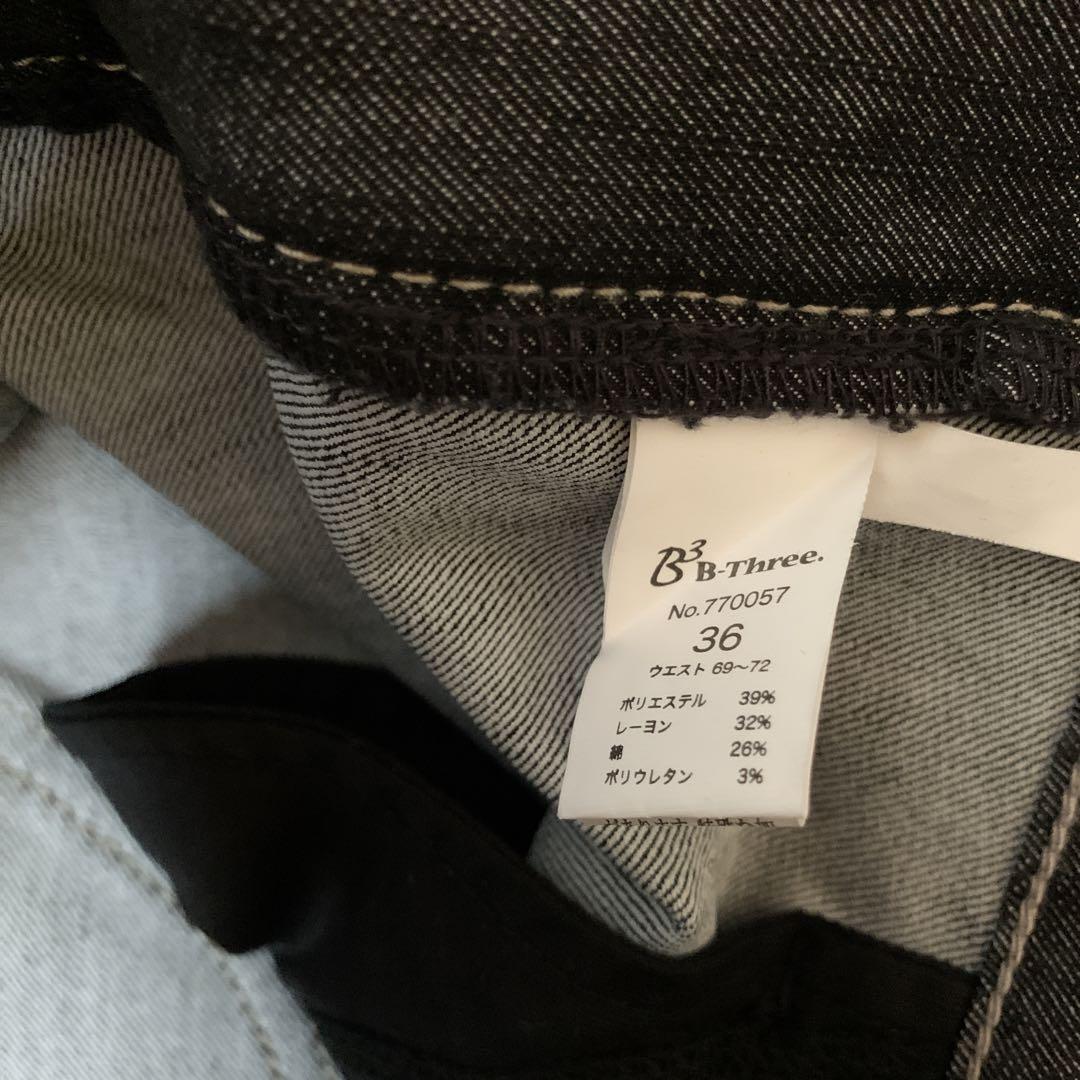 B³ B-Three.
No.770057
36
ウエスト 69〜72
ポリエステル 39%
レーヨン 32%
綿 26%
ポリウレタン 3%